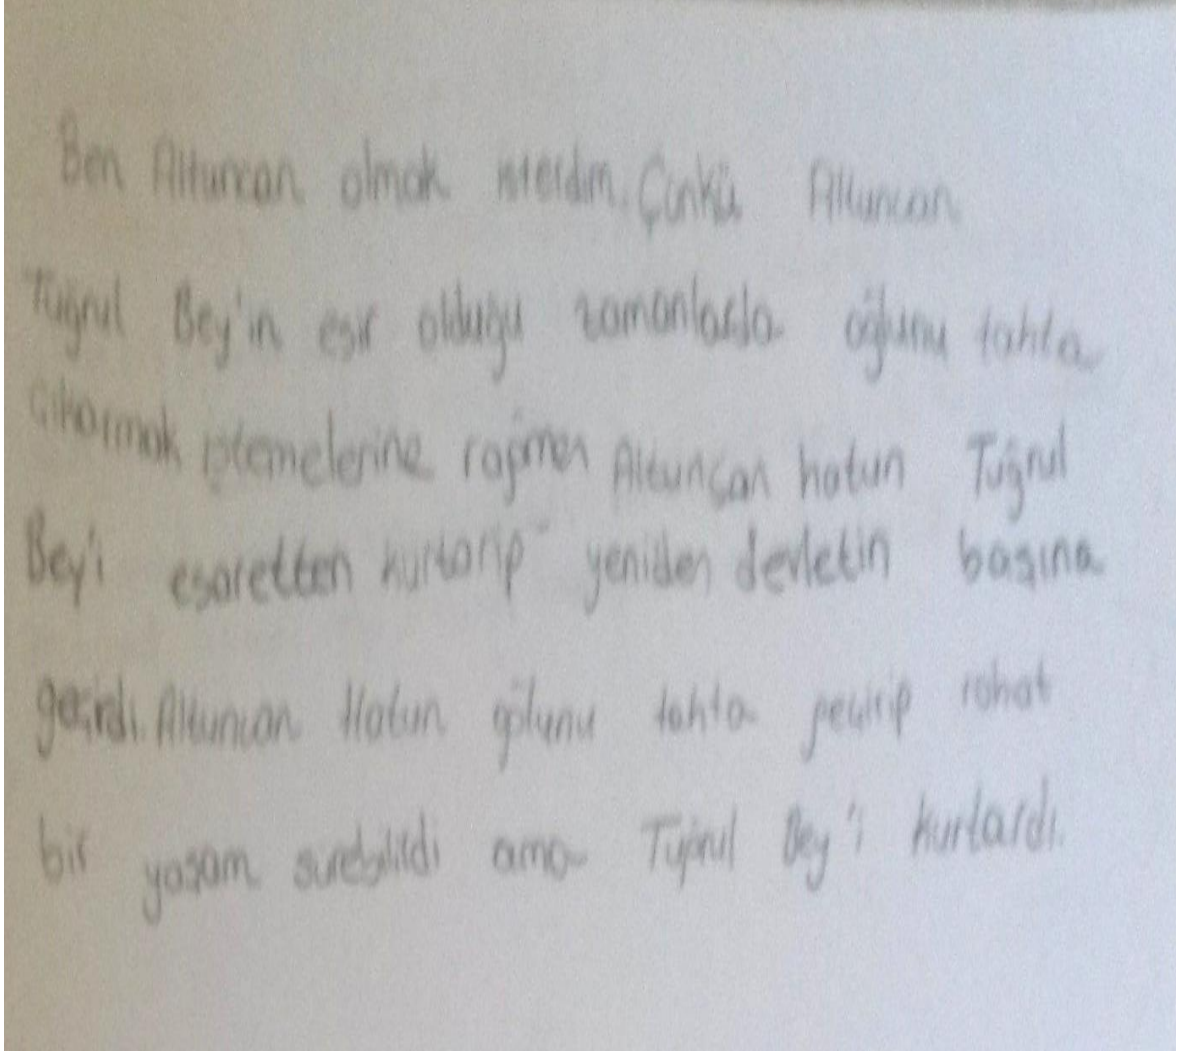 Ben Altuncan olmak isterdim. Çünkü Altuncan
Tuğrul Bey'in esir olduğu zamanlarda oğlunu tahta
çıkarmak istemelerine rağmen Altunçan hatun Tuğrul
Bey'i esaretten kurtarıp yeniden devletin başına
geçirdi. Altuncan Hatun oğlunu tahta geçirip rahat
bir yaşam sürebilirdi ama Tuğrul Bey'i kurtardı.